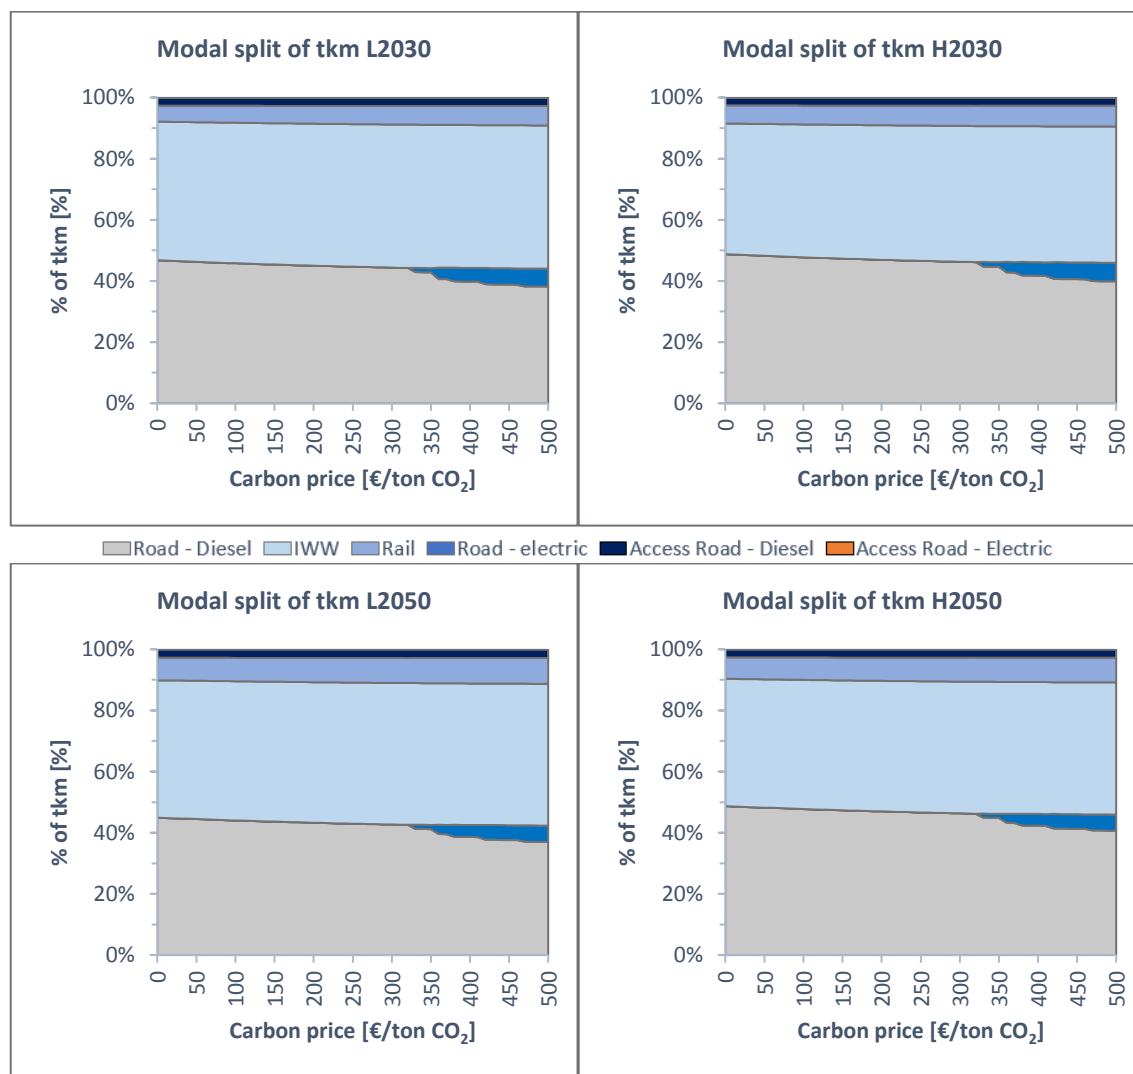 Modal split of tkm L2030
% of tkm [%]
100%
80%
60%
40%
20%
0%
0 50 100 150 200 250 300 350 400 450 500
Carbon price [€/ton CO₂]
Modal split of tkm H2030
% of tkm [%]
100%
80%
60%
40%
20%
0%
0 50 100 150 200 250 300 350 400 450 500
Carbon price [€/ton CO₂]
Road - Diesel IWW Rail Road - electric Access Road - Diesel Access Road - Electric
Modal split of tkm L2050
% of tkm [%]
100%
80%
60%
40%
20%
0%
0 50 100 150 200 250 300 350 400 450 500
Carbon price [€/ton CO₂]
Modal split of tkm H2050
% of tkm [%]
100%
80%
60%
40%
20%
0%
0 50 100 150 200 250 300 350 400 450 500
Carbon price [€/ton CO₂]